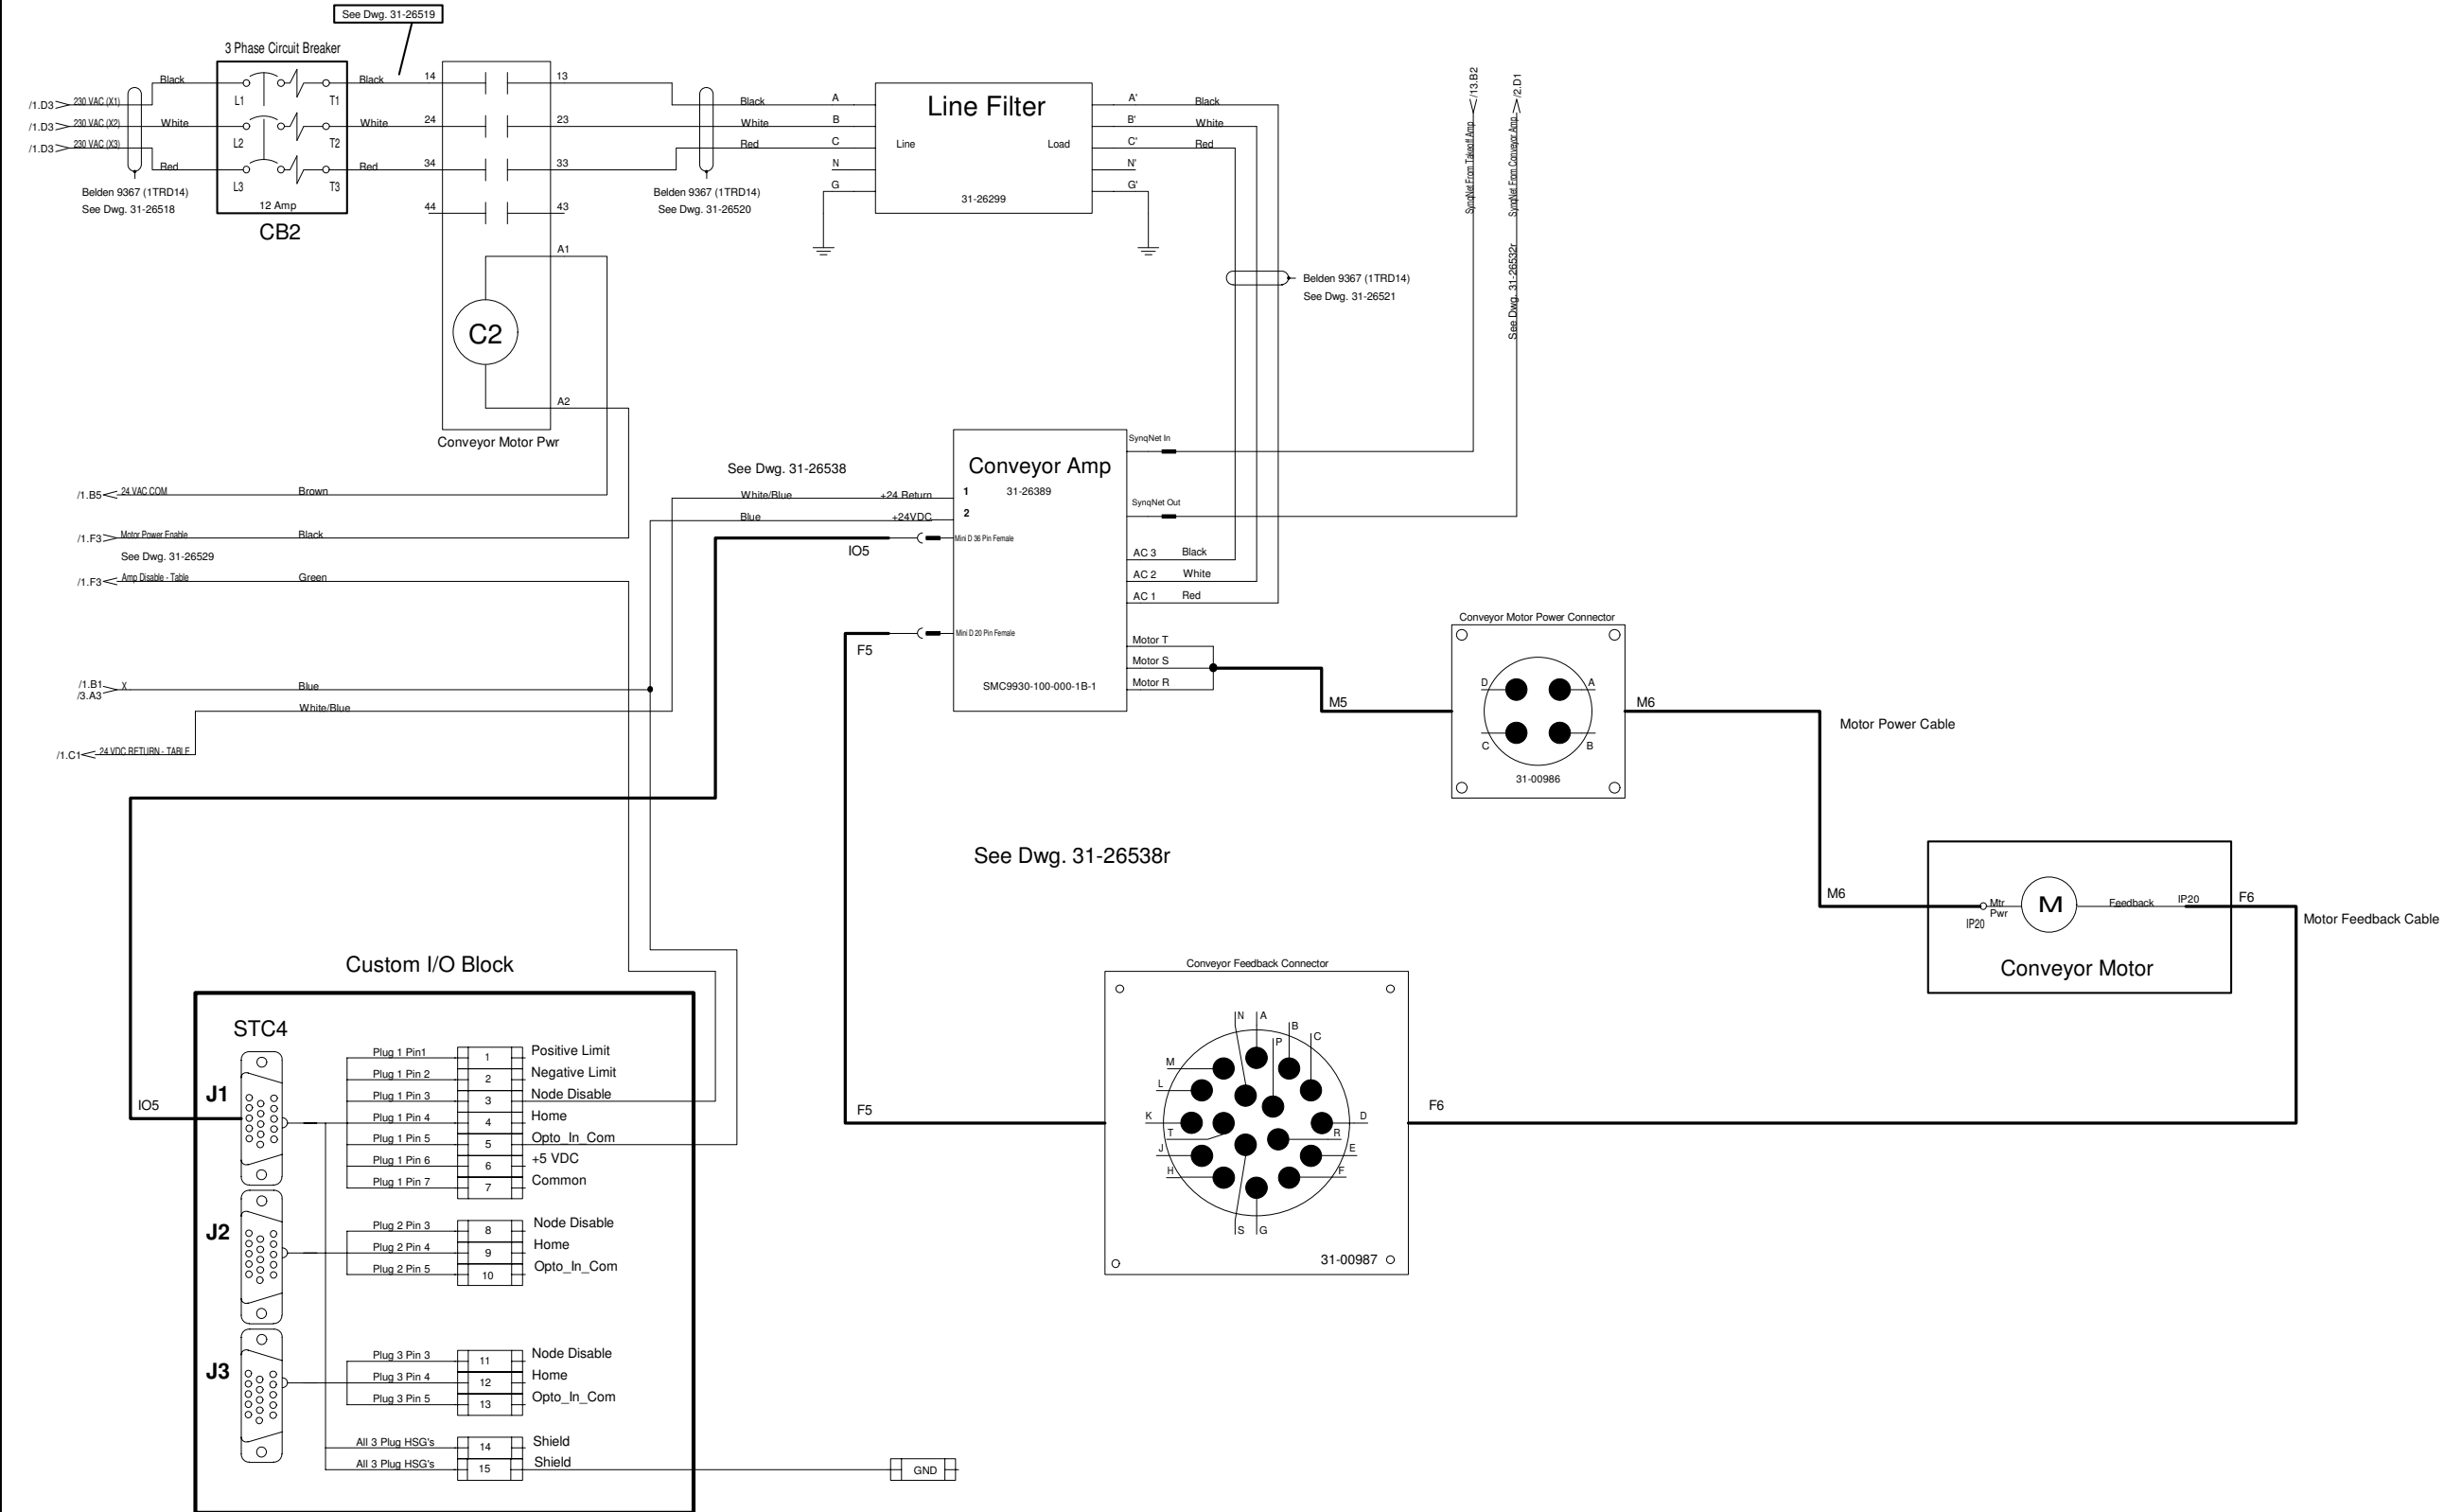 See Dwg. 31-26519
3 Phase Circuit Breaker
/1.D3 230 VAC (X1)
/1.D3 230 VAC (X2)
/1.D3 230 VAC (X3)
Black
White
Red
Belden 9367 (1TRD14)
See Dwg. 31-26518
L1
T1
L2
T2
L3
T3
12 Amp
CB2
Black
White
Red
14
13
24
23
34
33
44
43
A1
C2
A2
Conveyor Motor Pwr
Belden 9367 (1TRD14)
See Dwg. 31-26520
Black
White
Red
A
B
C
N
G
Line Filter
Line
Load
31-26299
A'
B'
C'
N'
G'
Black
White
Red
Belden 9367 (1TRD14)
See Dwg. 31-26521
/13.B2
SynqNet From Takeoff Amp
/2.D1
SynqNet From Conveyor Amp
See Dwg. 31-26532r
/1.B5 24 VAC COM
Brown
/1.F3 Motor Power Enable
Black
See Dwg. 31-26529
/1.F3 Amp Disable - Table
Green
/1.B1
/3.A3
X
Blue
White/Blue
/1.C1 24 VDC RETURN - TABLE
See Dwg. 31-26538
White/Blue
+24 Return
Blue
+24VDC
IO5
F5
Conveyor Amp
1
31-26389
2
Mini D 36 Pin Female
Mini D 20 Pin Female
SMC9930-100-000-1B-1
SynqNet In
SynqNet Out
AC 3
Black
AC 2
White
AC 1
Red
Motor T
Motor S
Motor R
M5
Conveyor Motor Power Connector
D
A
C
B
31-00986
M6
Motor Power Cable
See Dwg. 31-26538r
M6
Mtr
Pwr
IP20
M
Feedback
IP20
F6
Conveyor Motor
Motor Feedback Cable
Custom I/O Block
STC4
IO5
J1
J2
J3
Plug 1 Pin1
1
Positive Limit
Plug 1 Pin 2
2
Negative Limit
Plug 1 Pin 3
3
Node Disable
Plug 1 Pin 4
4
Home
Plug 1 Pin 5
5
Opto_In_Com
Plug 1 Pin 6
6
+5 VDC
Plug 1 Pin 7
7
Common
Plug 2 Pin 3
8
Node Disable
Plug 2 Pin 4
9
Home
Plug 2 Pin 5
10
Opto_In_Com
Plug 3 Pin 3
11
Node Disable
Plug 3 Pin 4
12
Home
Plug 3 Pin 5
13
Opto_In_Com
All 3 Plug HSG's
14
Shield
All 3 Plug HSG's
15
Shield
GND
Conveyor Feedback Connector
F5
F6
N
A
B
P
C
M
L
K
D
T
R
J
E
H
F
S
G
31-00987